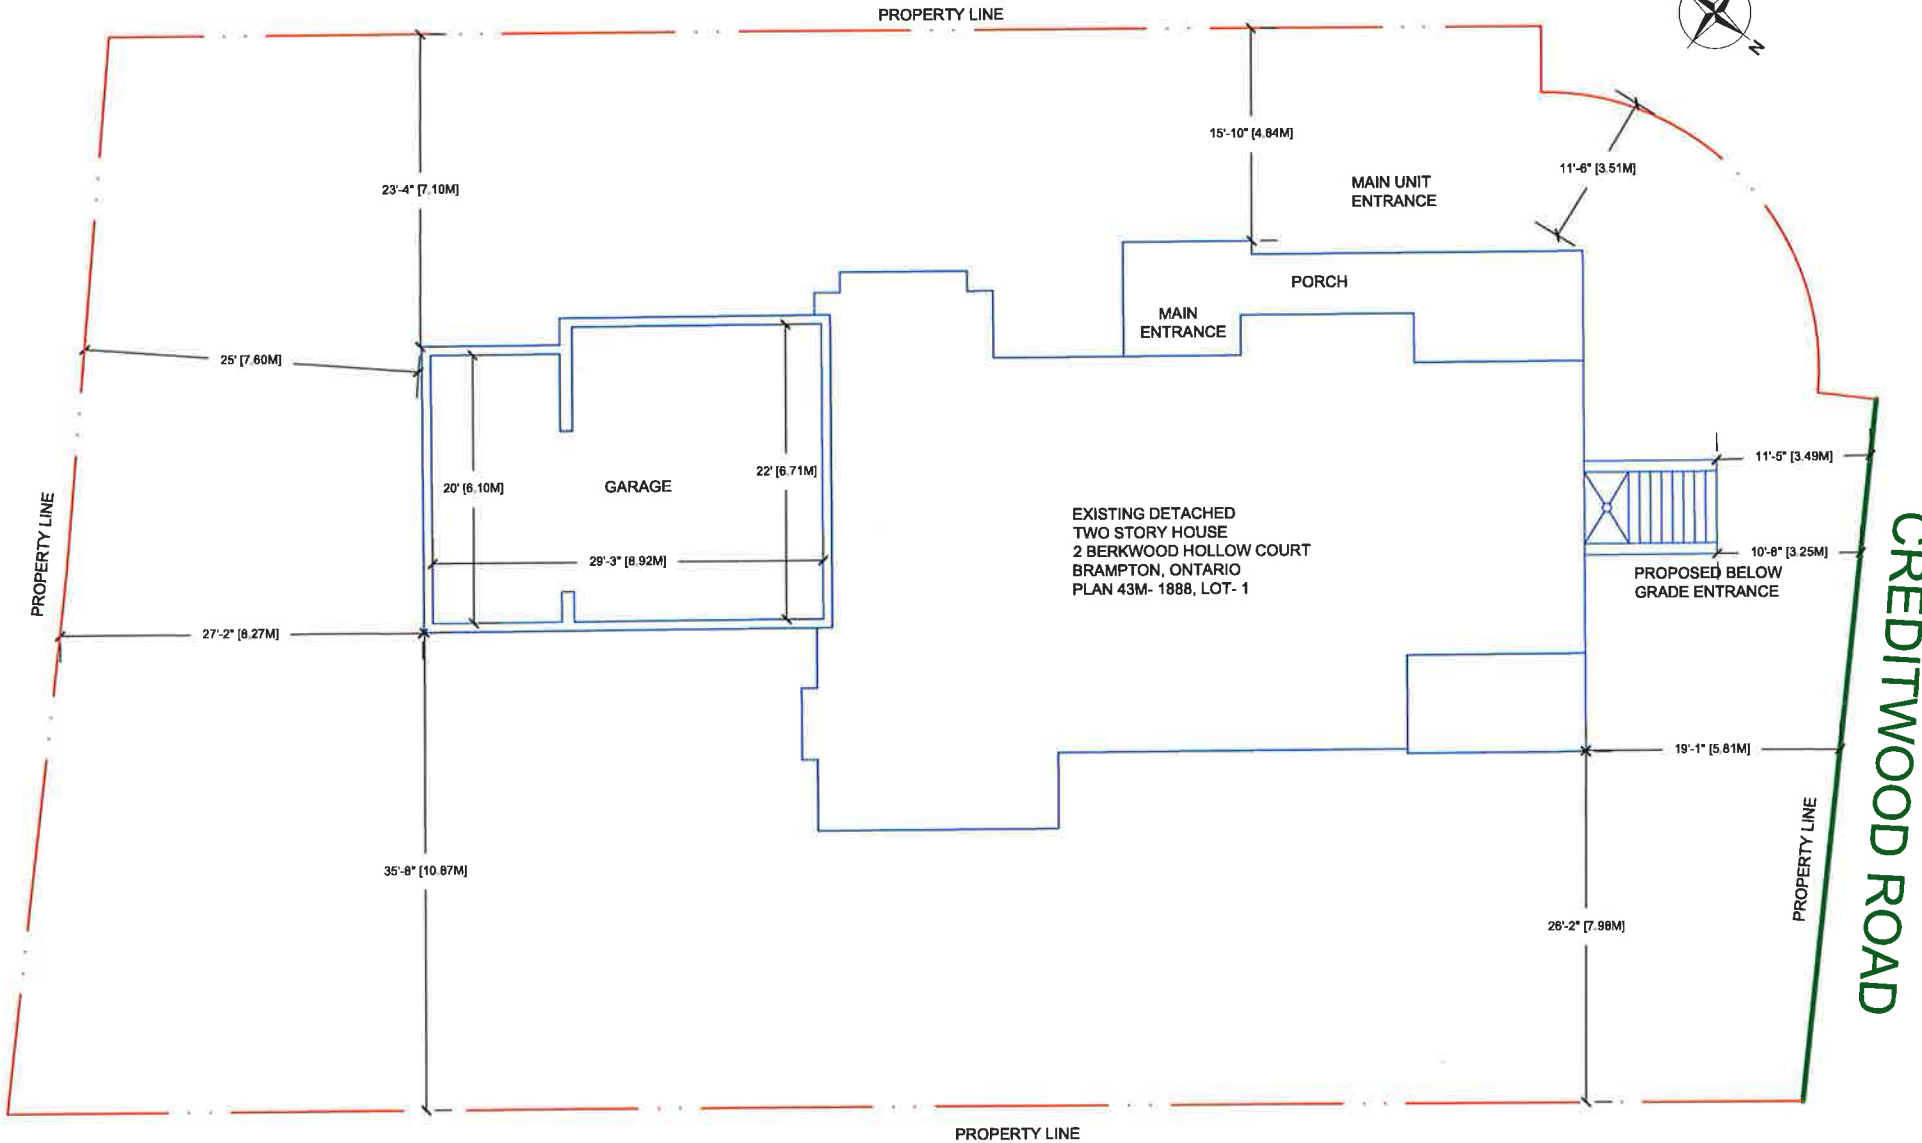 PROPERTY LINE
N
15'-10" [4.84M]
11'-6" [3.51M]
23'-4" [7.10M]
MAIN UNIT
ENTRANCE
PORCH
MAIN
ENTRANCE
25' [7.60M]
11'-5" [3.49M]
20' [6.10M]
GARAGE
22' [6.71M]
EXISTING DETACHED
TWO STORY HOUSE
2 BERKWOOD HOLLOW COURT
BRAMPTON, ONTARIO
PLAN 43M- 1888, LOT- 1
29'-3" [8.92M]
10'-8" [3.25M]
PROPOSED BELOW
GRADE ENTRANCE
PROPERTY LINE
27'-2" [8.27M]
19'-1" [5.81M]
CREDITWOOD ROAD
PROPERTY LINE
35'-8" [10.87M]
26'-2" [7.98M]
PROPERTY LINE